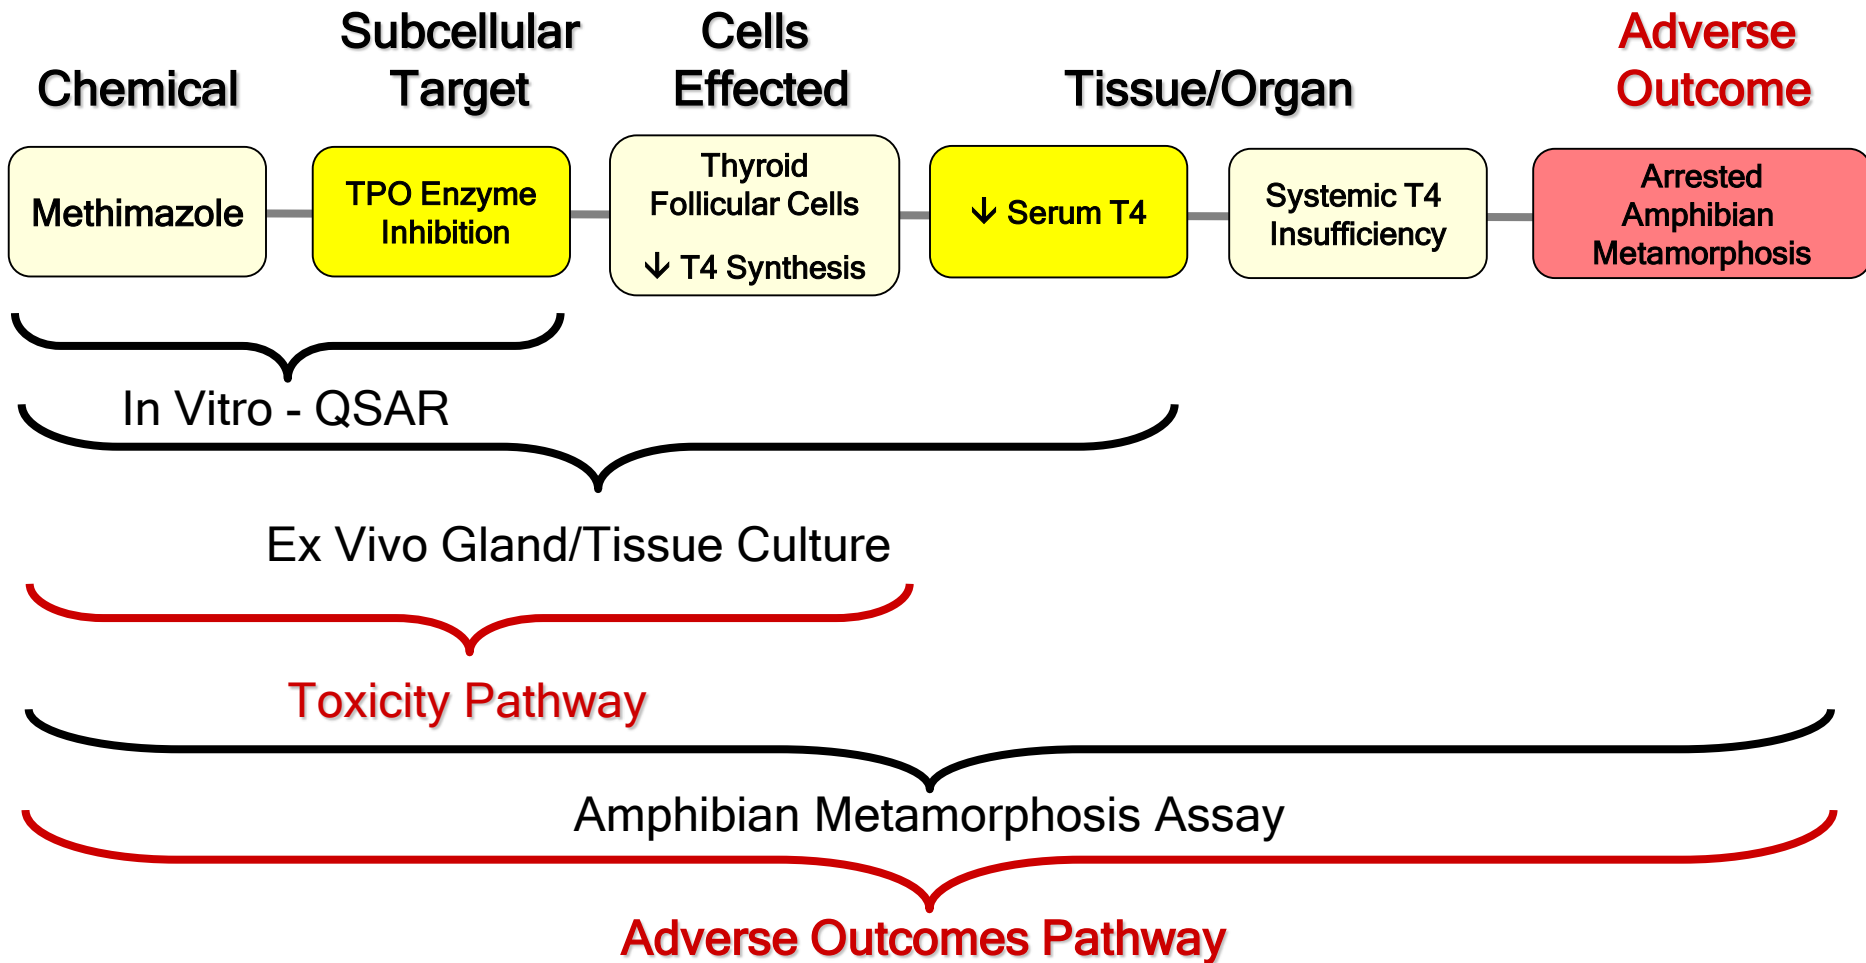 Chemical
Subcellular
Target
Cells
Effected
Tissue/Organ
Adverse
Outcome
Methimazole
TPO Enzyme
Inhibition
Thyroid
Follicular Cells
↓ T4 Synthesis
↓ Serum T4
Systemic T4
Insufficiency
Arrested
Amphibian
Metamorphosis
In Vitro - QSAR
Ex Vivo Gland/Tissue Culture
Toxicity Pathway
Amphibian Metamorphosis Assay
Adverse Outcomes Pathway